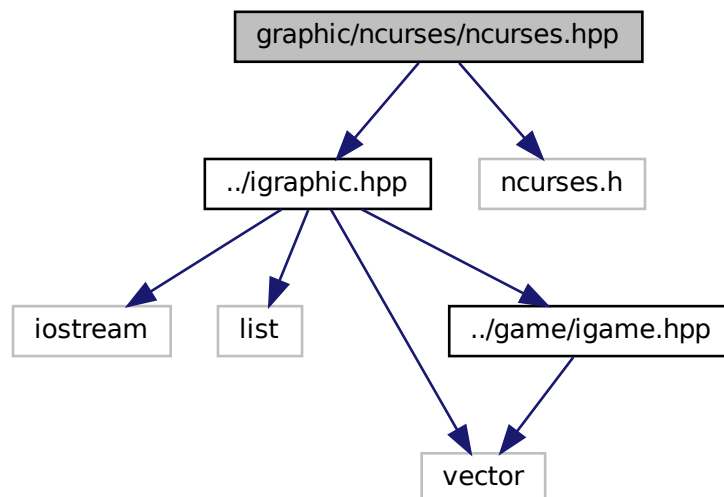 graphic/ncurses/ncurses.hpp
../igraphic.hpp
ncurses.h
iostream
list
../game/igame.hpp
vector